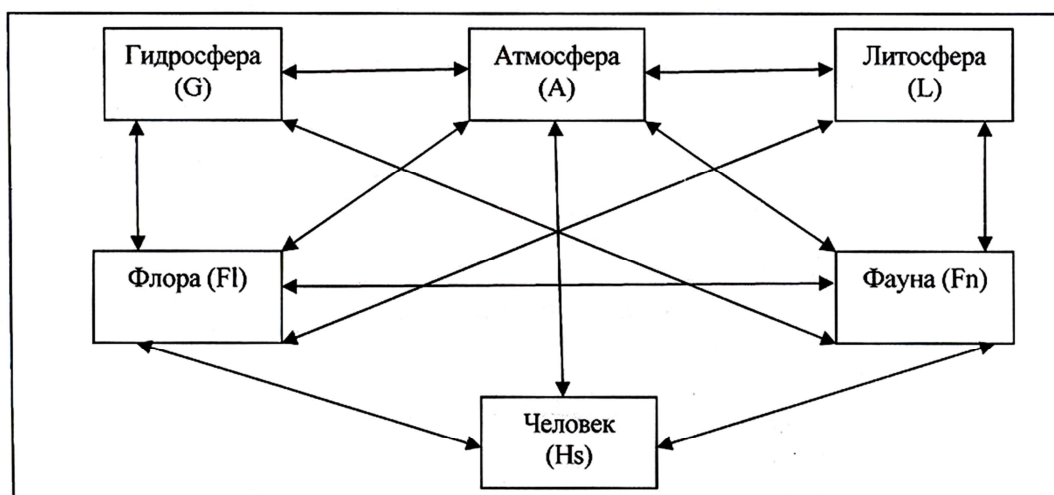 Гидросфера
(G)
Атмосфера
(A)
Литосфера
(L)
Флора (Fl)
Фауна (Fn)
Человек
(Hs)